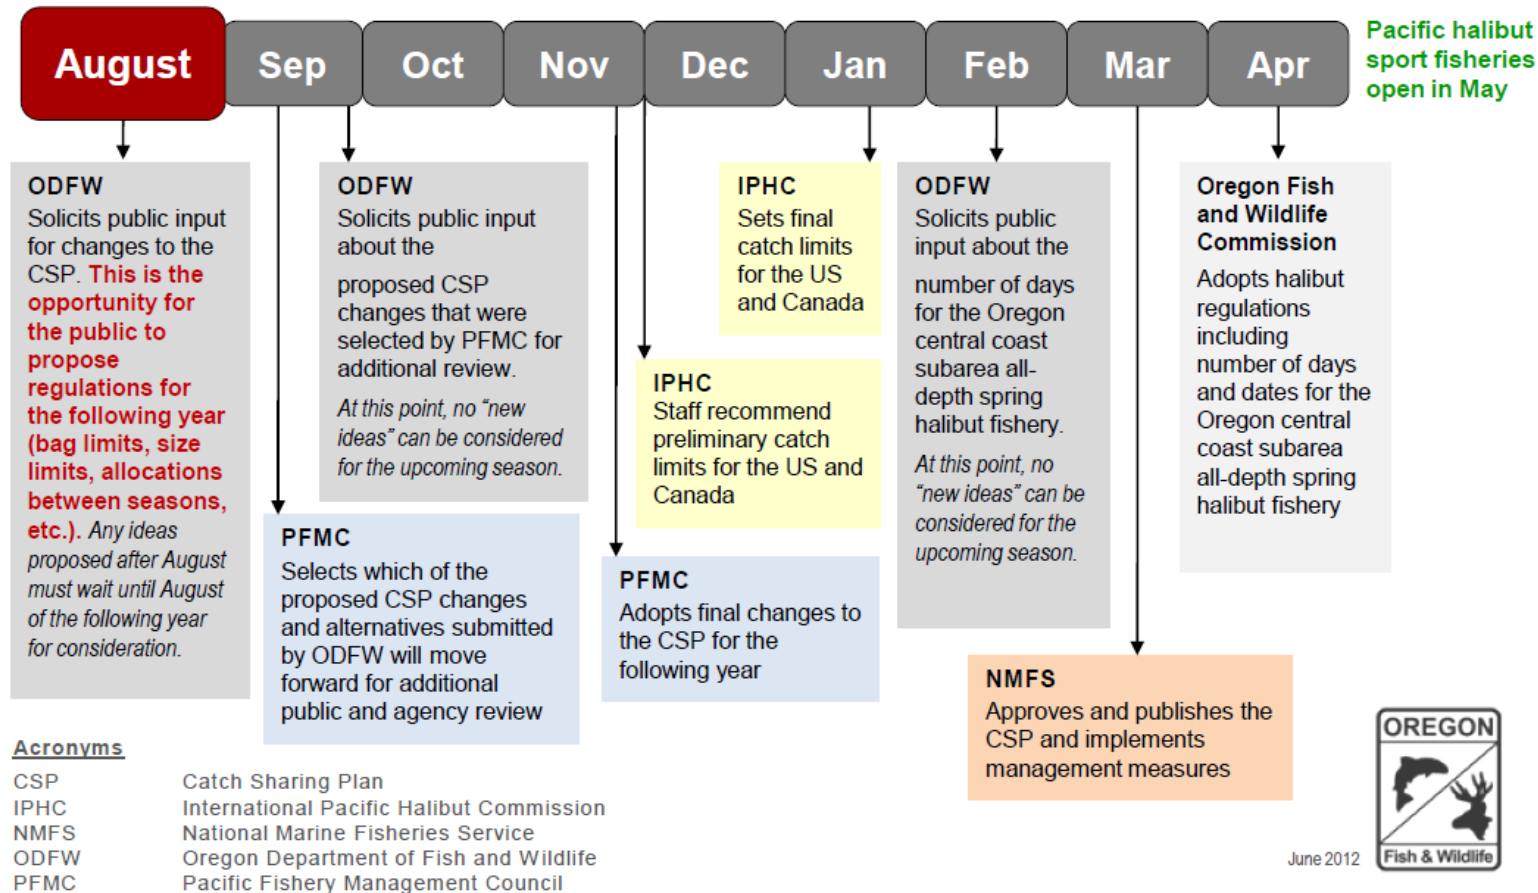 August
Sep
Oct
Nov
Dec
Jan
Feb
Mar
Apr
Pacific halibut
sport fisheries
open in May
ODFW
Solicits public input
for changes to the
CSP. This is the
opportunity for
the public to
propose
regulations for
the following year
(bag limits, size
limits, allocations
between seasons,
etc.). Any ideas
proposed after August
must wait until August
of the following year
for consideration.
PFMC
Selects which of the
proposed CSP changes
and alternatives submitted
by ODFW will move
forward for additional
public and agency review
ODFW
Solicits public input
about the
proposed CSP
changes that were
selected by PFMC for
additional review.
At this point, no “new
ideas” can be considered
for the upcoming season.
PFMC
Adopts final changes to
the CSP for the
following year
IPHC
Staff recommend
preliminary catch
limits for the US and
Canada
IPHC
Sets final
catch limits
for the US
and Canada
ODFW
Solicits public
input about the
number of days
for the Oregon
central coast
subarea all-
depth spring
halibut fishery.
At this point, no
“new ideas” can be
considered for the
upcoming season.
NMFS
Approves and publishes the
CSP and implements
management measures
Oregon Fish
and Wildlife
Commission
Adopts halibut
regulations
including
number of days
and dates for the
Oregon central
coast subarea
all-depth spring
halibut fishery
Acronyms
CSP Catch Sharing Plan
IPHC International Pacific Halibut Commission
NMFS National Marine Fisheries Service
ODFW Oregon Department of Fish and Wildlife
PFMC Pacific Fishery Management Council
June 2012
OREGON
Fish & Wildlife